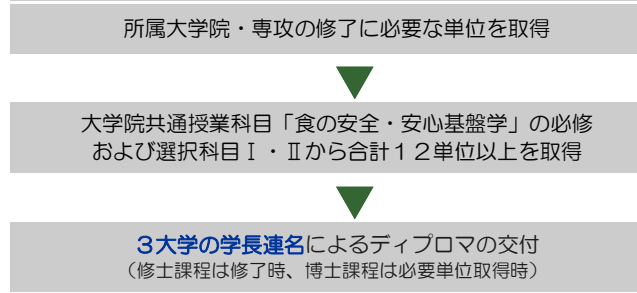 所属大学院・専攻の修了に必要な単位を取得
大学院共通授業科目「食の安全・安心基盤学」の必修
および選択科目Ⅰ・Ⅱから合計１２単位以上を取得
３大学の学長連名によるディプロマの交付
（修士課程は修了時、博士課程は必要単位取得時）